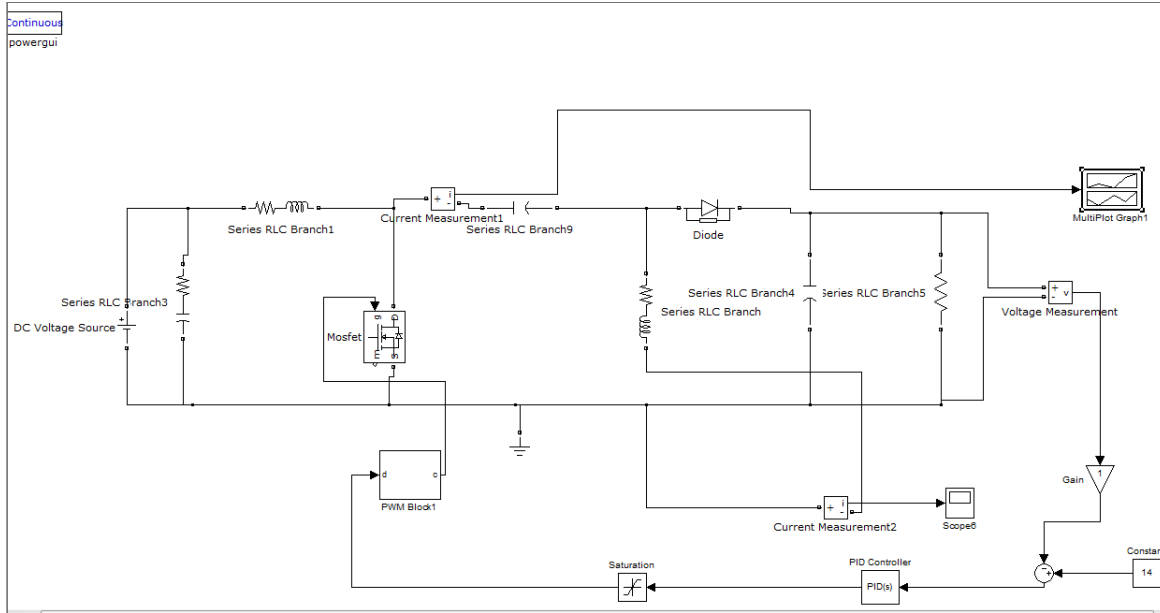 Continuous
powergui
Current Measurement1
i
+
-
Series RLC Branch1
Series RLC Branch9
Diode
MultiPlot Graph1
Series RLC Branch3
DC Voltage Source
+
Mosfet
g
D
m
S
Series RLC Branch4
Series RLC Branch5
Series RLC Branch
+
-
v
Voltage Measurement
d
c
PWM Block1
1
Gain
+
i
-
Current Measurement2
Scope6
Saturation
PID Controller
PID(s)
Constan
14